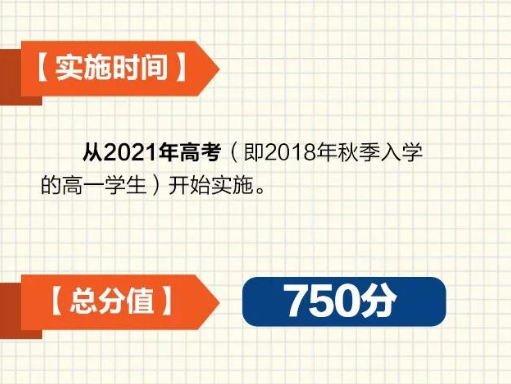 【实施时间】
从2021年高考（即2018年秋季入学
的高一学生）开始实施。
【总分值】
750分